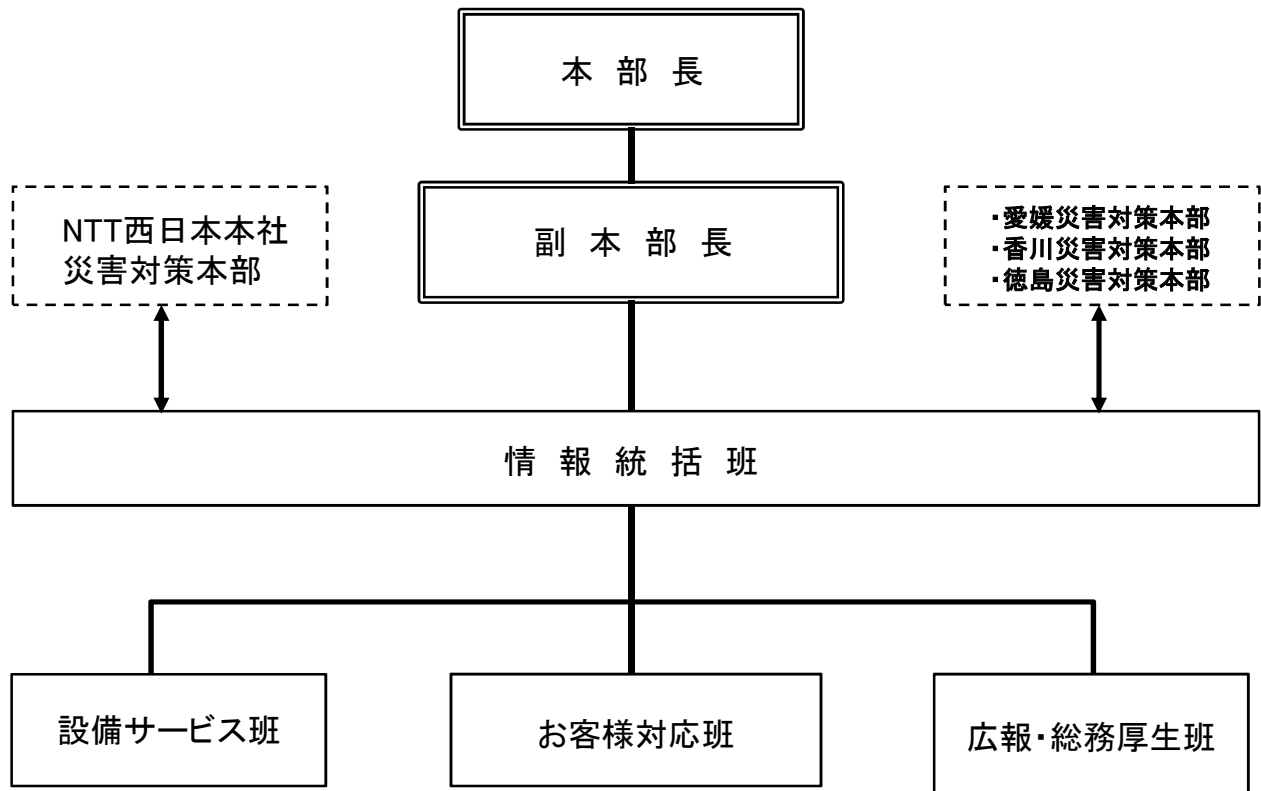 本 部 長
NTT西日本本社
災害対策本部
副 本 部 長
・愛媛災害対策本部
・香川災害対策本部
・徳島災害対策本部
情 報 統 括 班
設備サービス班
お客様対応班
広報・総務厚生班